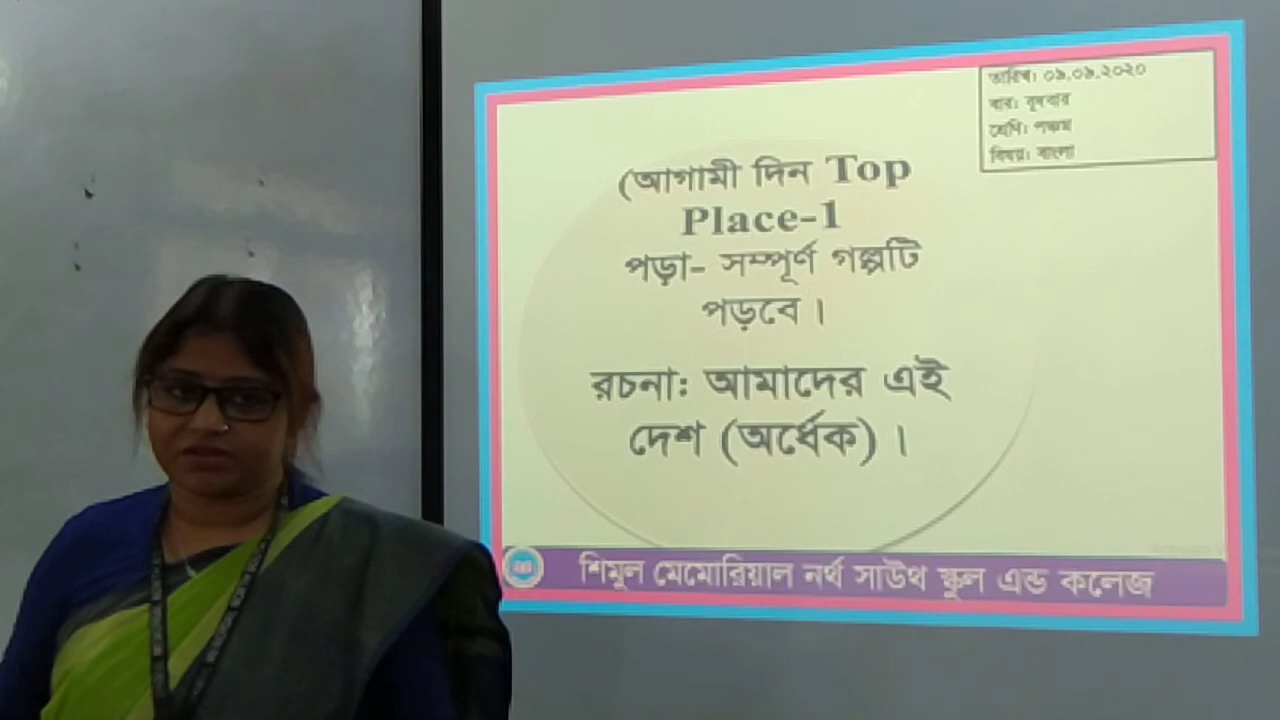 তারিখ: ০৯.০৯.২০২০
বার: বুধবার
শ্রেণি: পঞ্চম
বিষয়: বাংলা
(আগামী দিন Top
Place-1
পড়া- সম্পূর্ণ গল্পটি
পড়বে।
রচনা: আমাদের এই
দেশ (অর্ধেক)।
শিমুল মেমোরিয়াল নর্থ সাউথ স্কুল এন্ড কলেজ